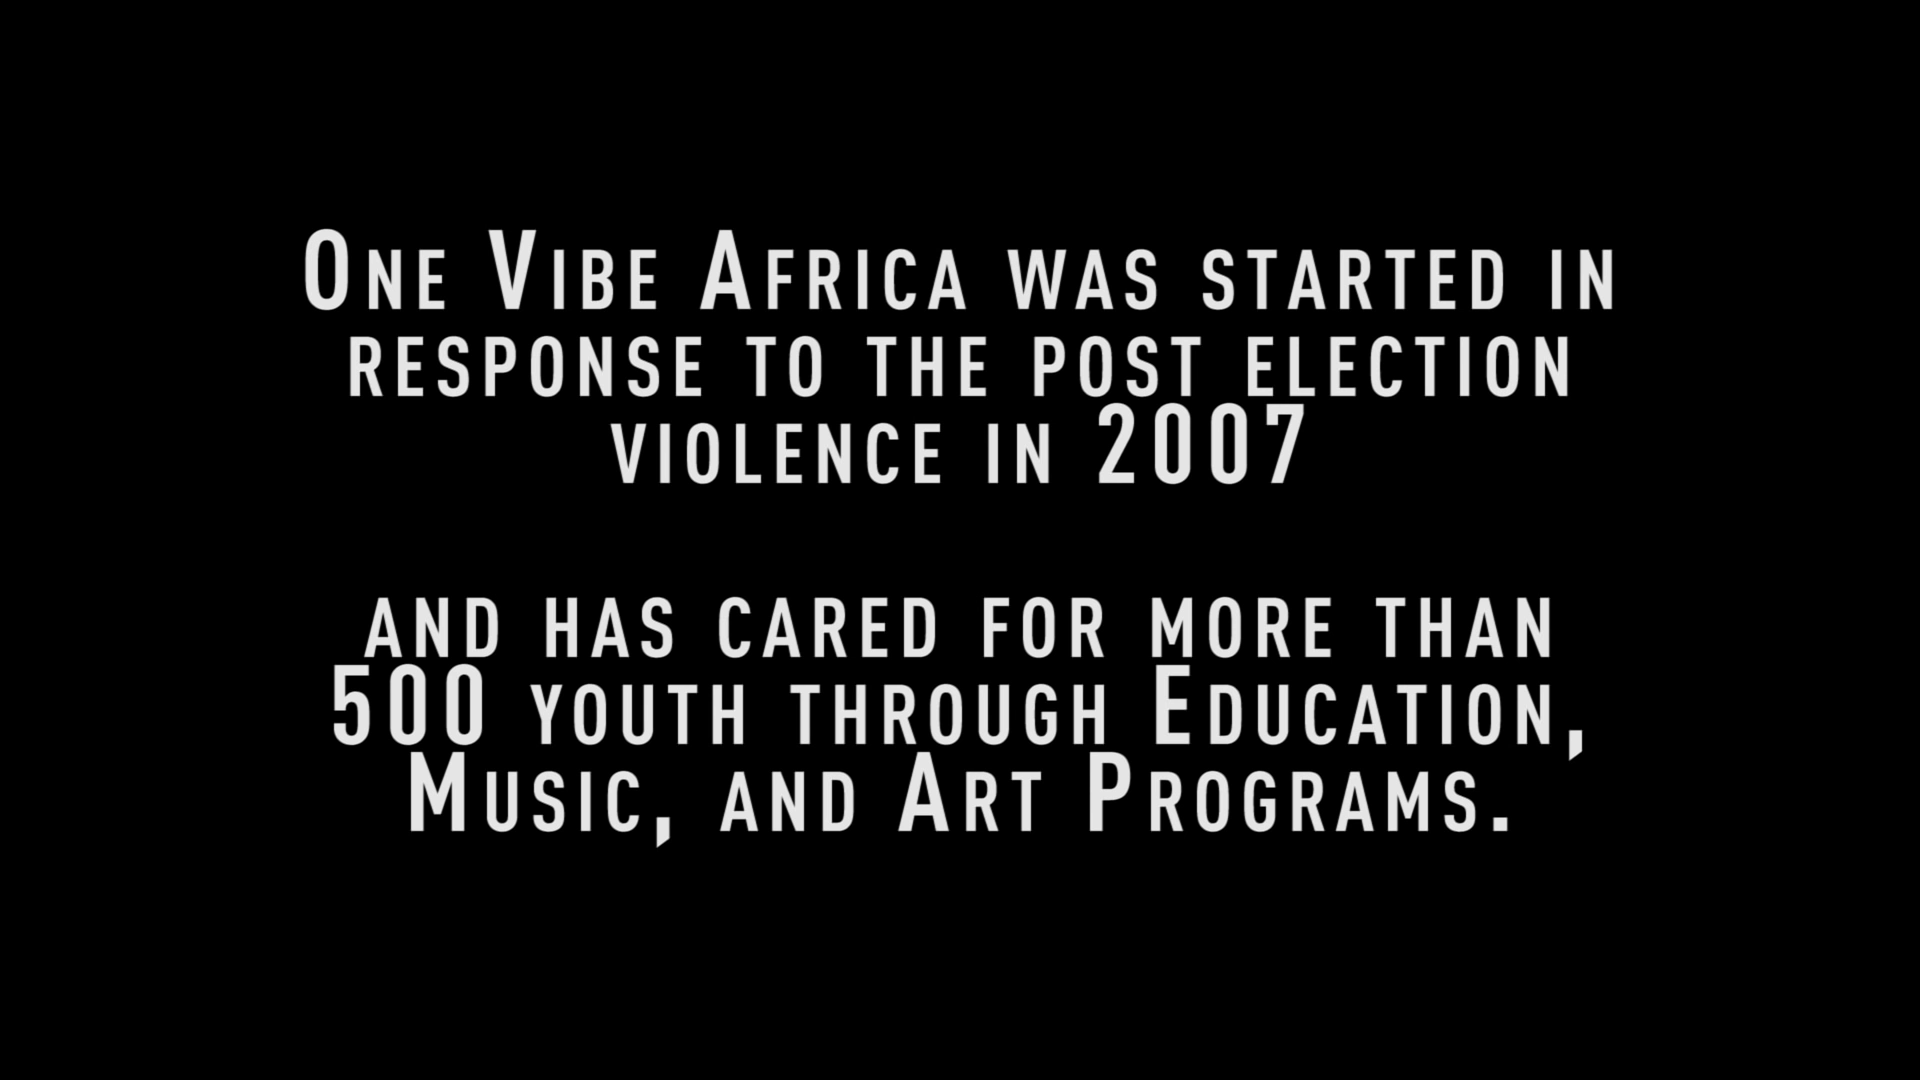 One Vibe Africa was started in
response to the post election
violence in 2007
and has cared for more than
500 youth through Education,
Music, and Art Programs.